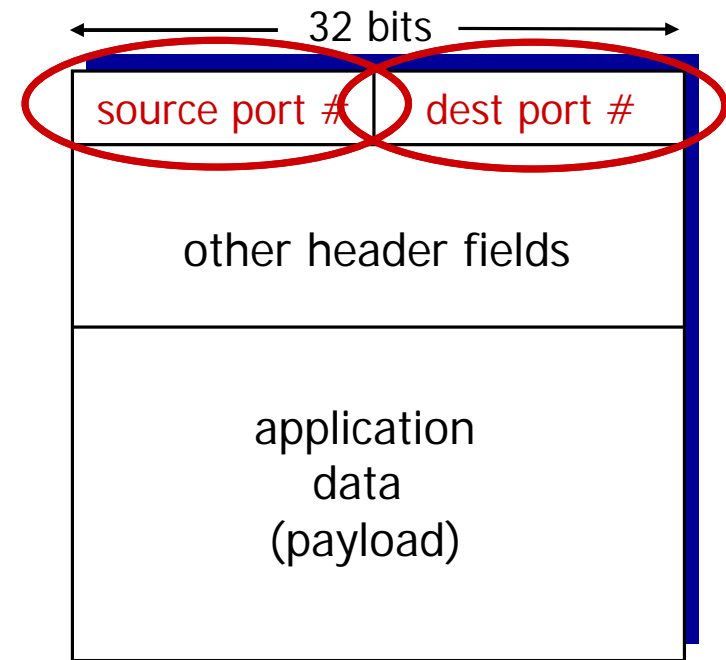 32 bits
source port # dest port #
other header fields
application
data
(payload)